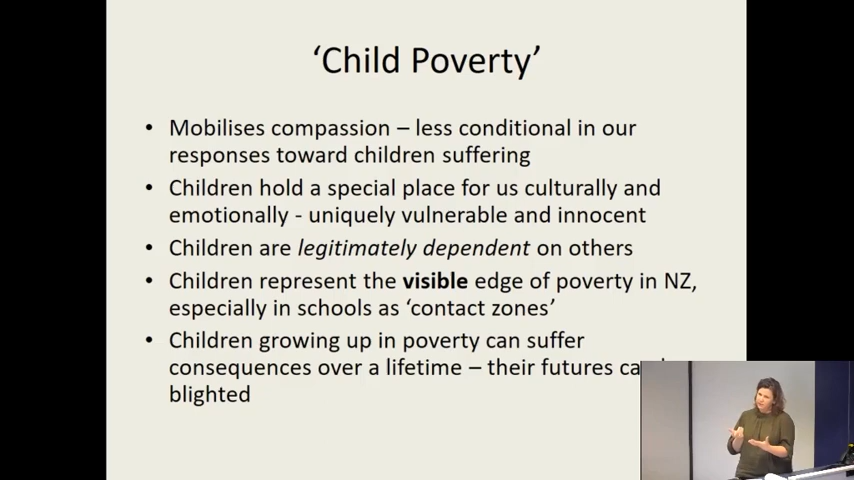 ‘Child Poverty’
• Mobilises compassion – less conditional in our
responses toward children suffering
• Children hold a special place for us culturally and
emotionally - uniquely vulnerable and innocent
• Children are legitimately dependent on others
• Children represent the visible edge of poverty in NZ,
especially in schools as ‘contact zones’
• Children growing up in poverty can suffer
consequences over a lifetime – their futures
blighted